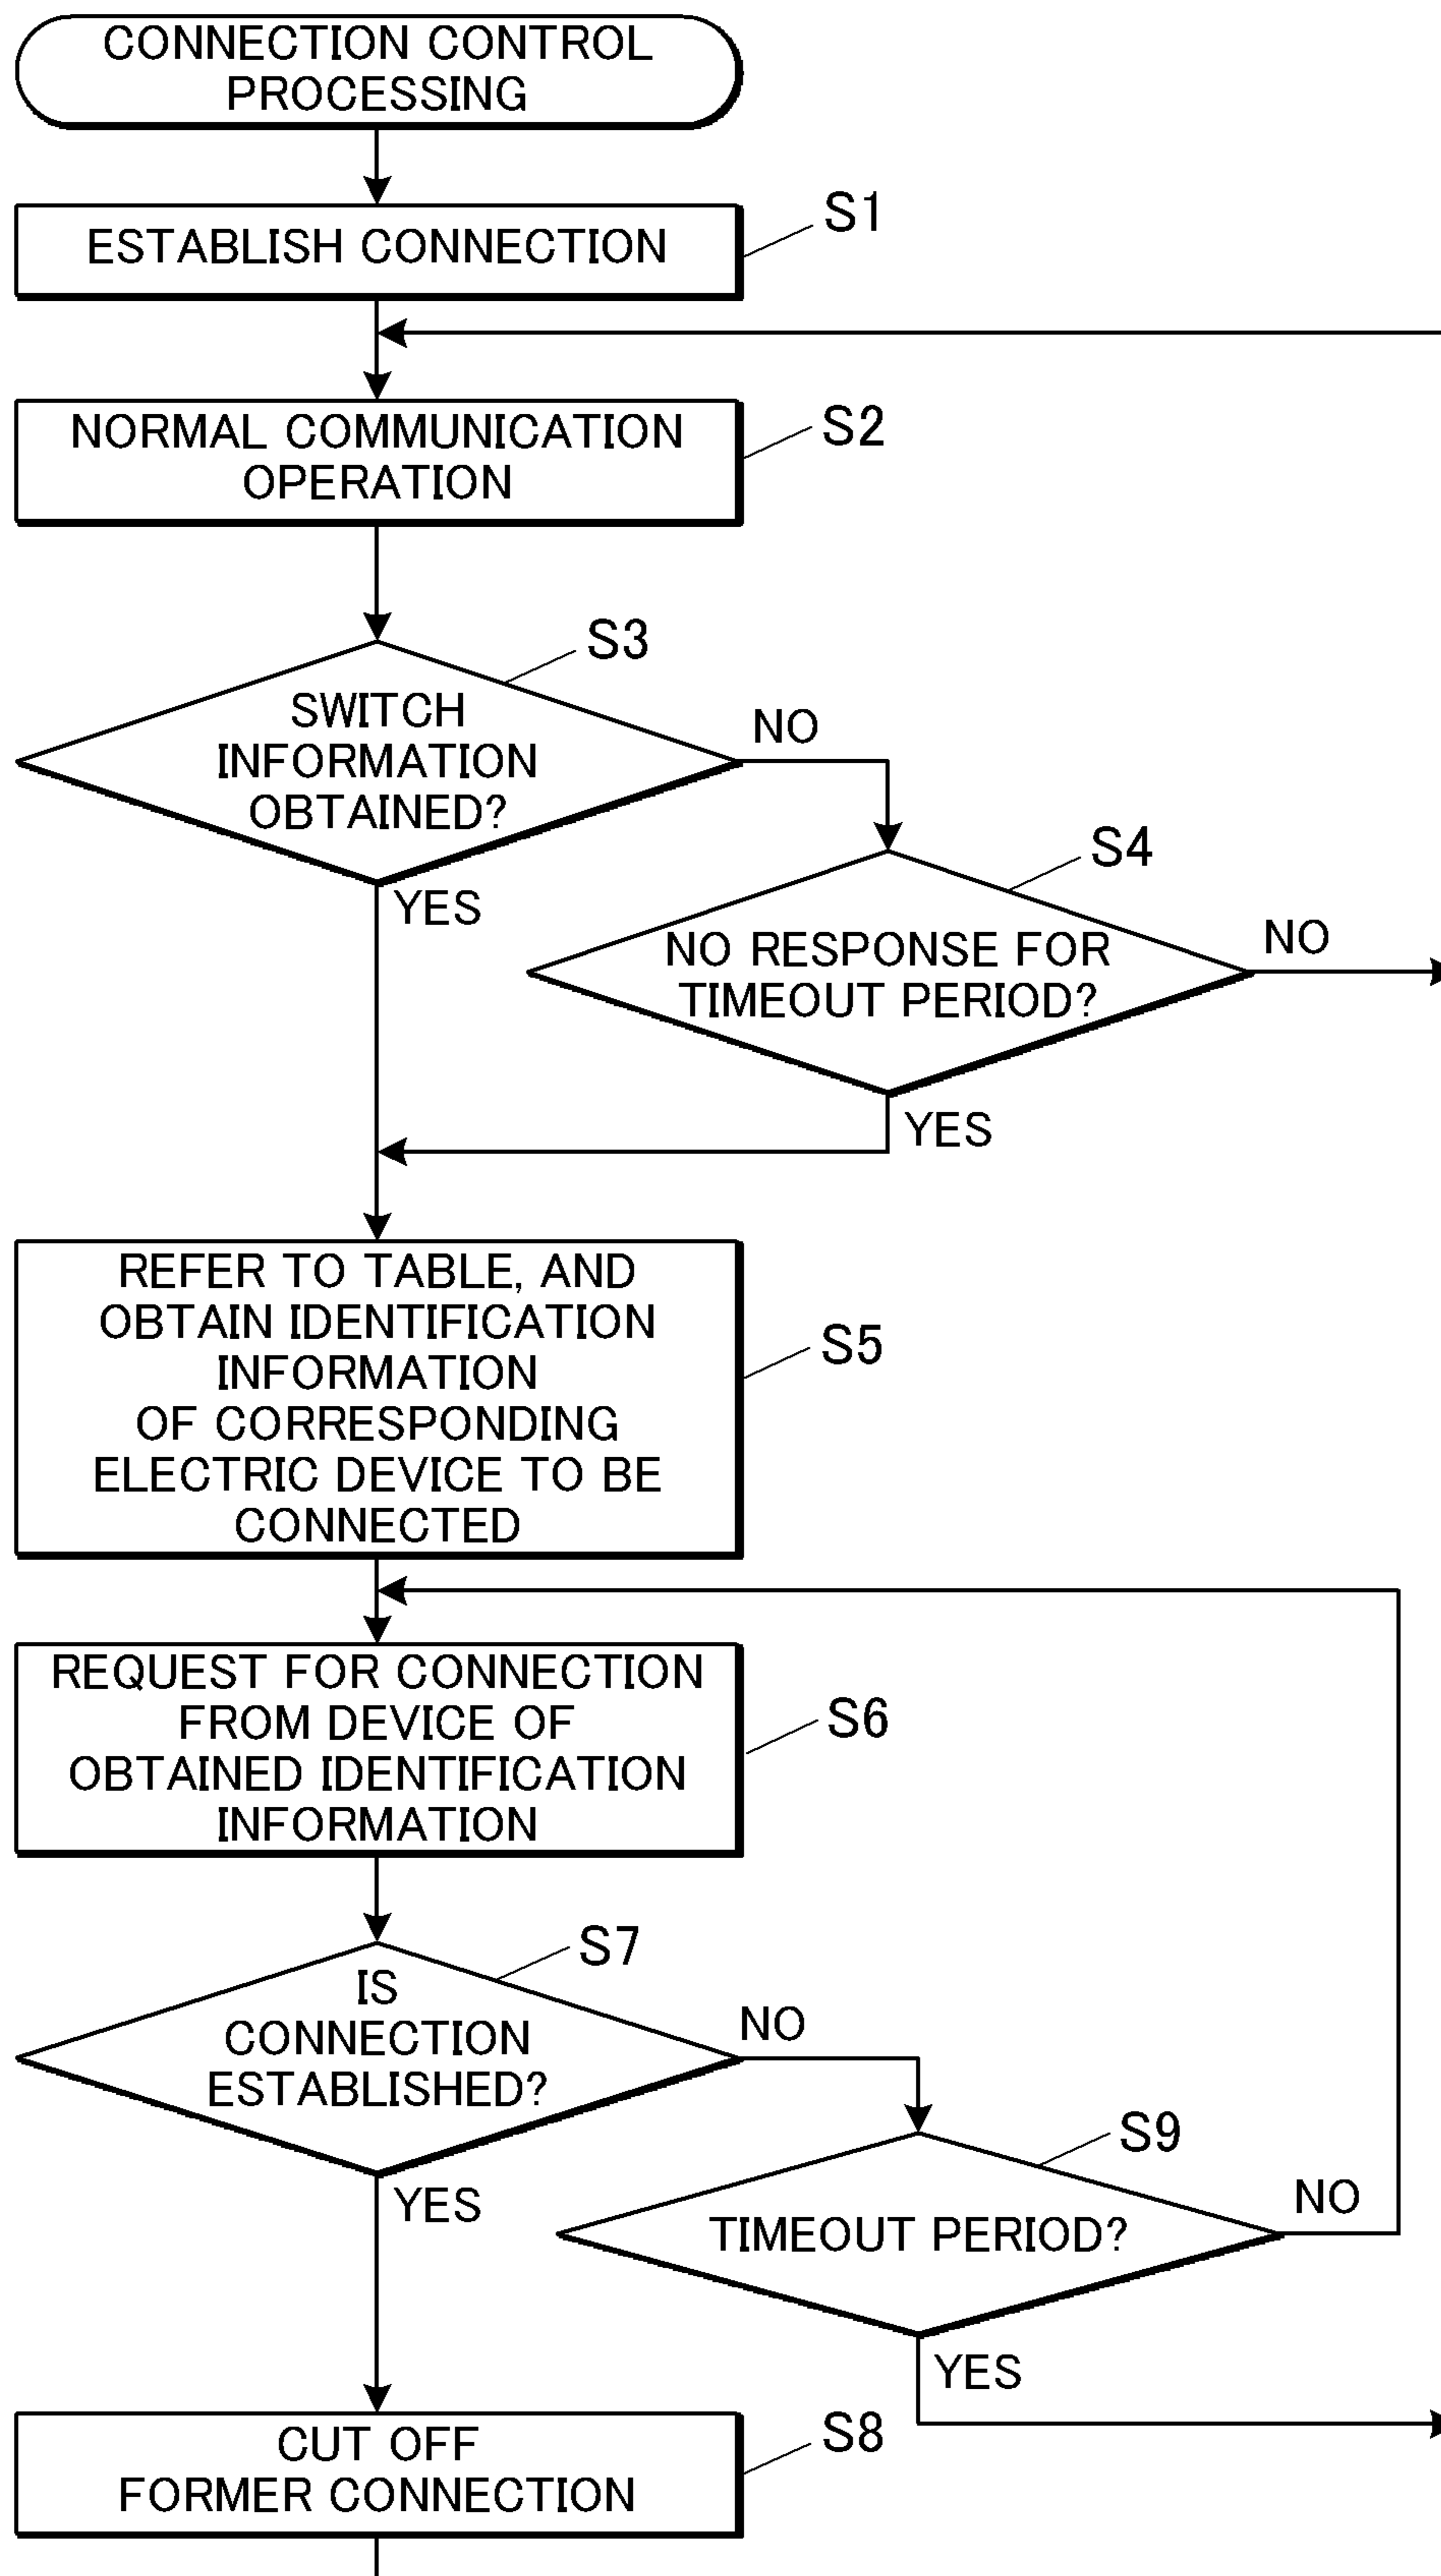 CONNECTION CONTROL
PROCESSING
S1
ESTABLISH CONNECTION
S2
NORMAL COMMUNICATION
OPERATION
S3
SWITCH
INFORMATION
OBTAINED?
NO
YES
S4
NO RESPONSE FOR
TIMEOUT PERIOD?
NO
YES
S5
REFER TO TABLE, AND
OBTAIN IDENTIFICATION
INFORMATION
OF CORRESPONDING
ELECTRIC DEVICE TO BE
CONNECTED
S6
REQUEST FOR CONNECTION
FROM DEVICE OF
OBTAINED IDENTIFICATION
INFORMATION
S7
IS
CONNECTION
ESTABLISHED?
NO
YES
S9
TIMEOUT PERIOD?
NO
YES
S8
CUT OFF
FORMER CONNECTION